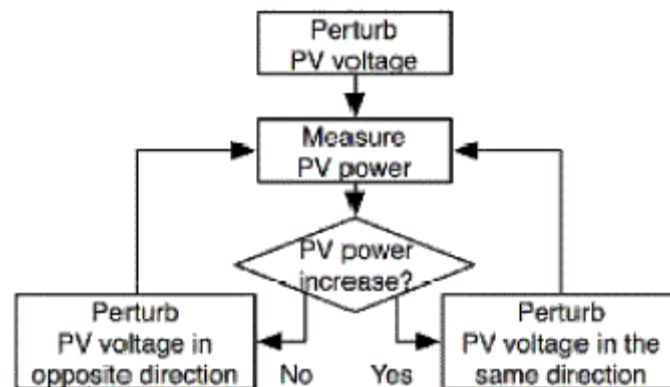 Perturb
PV voltage
Measure
PV power
PV power
increase?
Perturb
PV voltage in
opposite direction
No
Yes
Perturb
PV voltage in the
same direction